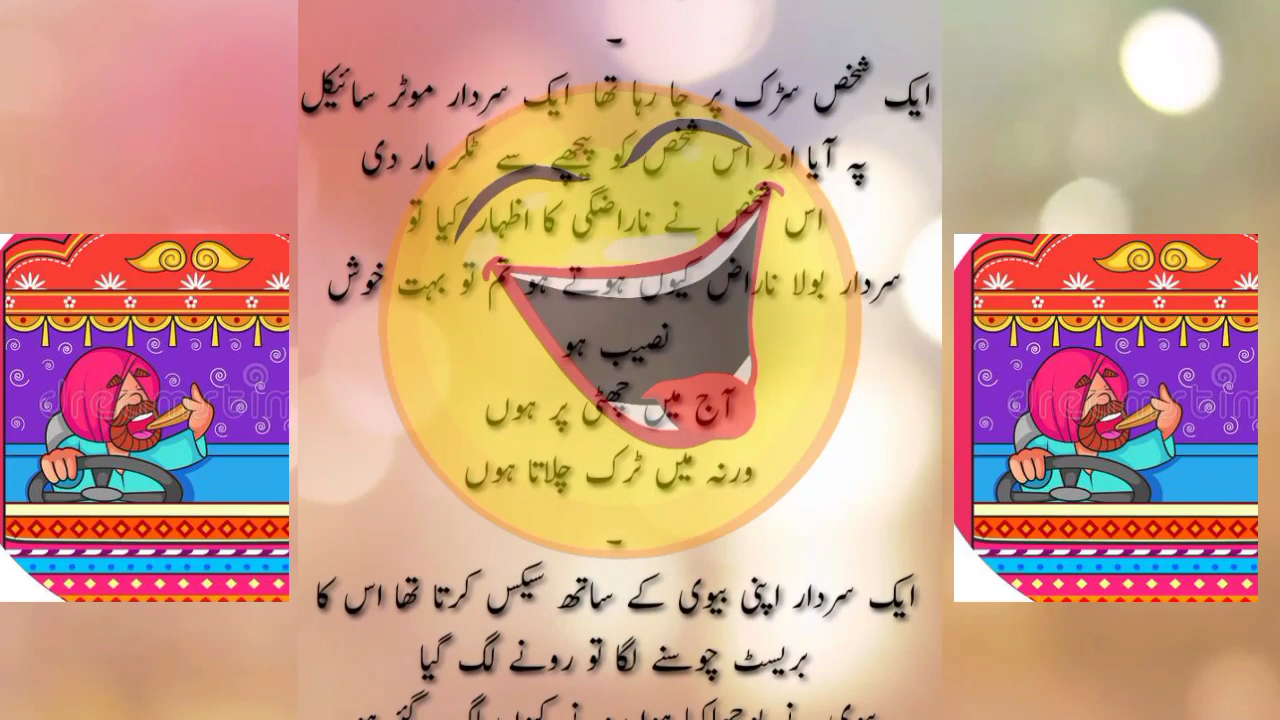 ۔
ایک شخص سڑک پر جا رہا تھا ایک سردار موٹر سائیکل
پہ آیا اور اس شخص کو پیچھے سے ٹکر مار دی
اس شخص نے ناراضگی کا اظہار کیا تو
سردار بولا ناراض کیوں ہوتے ہو تم تو بہت خوش
نصیب ہو
آج میں چھٹی پر ہوں
ورنہ میں ٹرک چلاتا ہوں
۔
ایک سردار اپنی بیوی کے ساتھ سیکس کرتا تھا اس کا
بریسٹ چوسنے لگا تو رونے لگ گیا